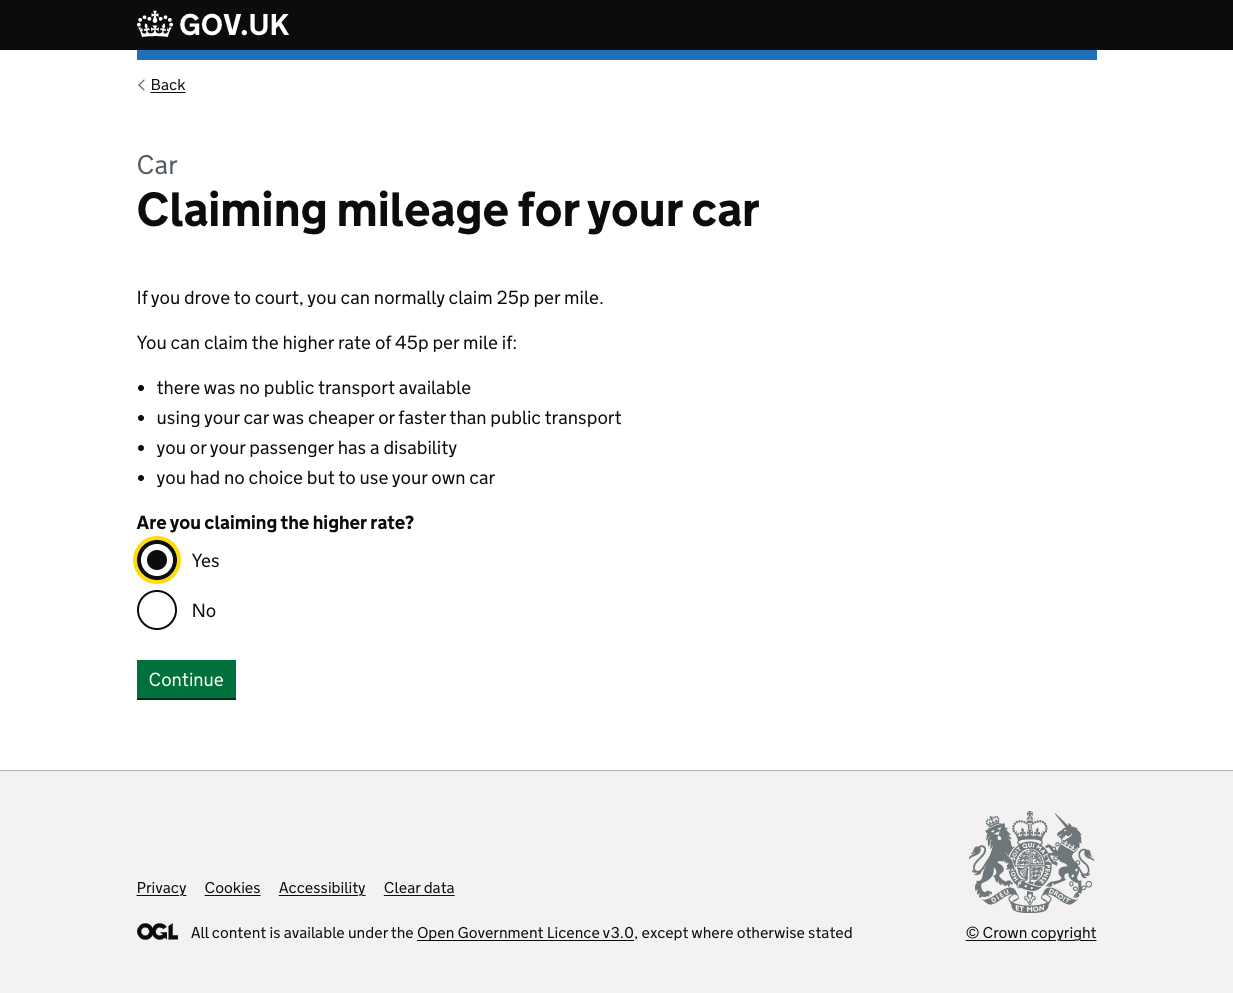 GOV.UK
Back
Car
Claiming mileage for your car
If you drove to court, you can normally claim 25p per mile.
You can claim the higher rate of 45p per mile if:
• there was no public transport available
• using your car was cheaper or faster than public transport
• you or your passenger has a disability
• you had no choice but to use your own car
Are you claiming the higher rate?
Yes
No
Continue
Privacy Cookies Accessibility Clear data
OGL All content is available under the Open Government Licence v3.0, except where otherwise stated
DIEU ET MON DROIT
© Crown copyright